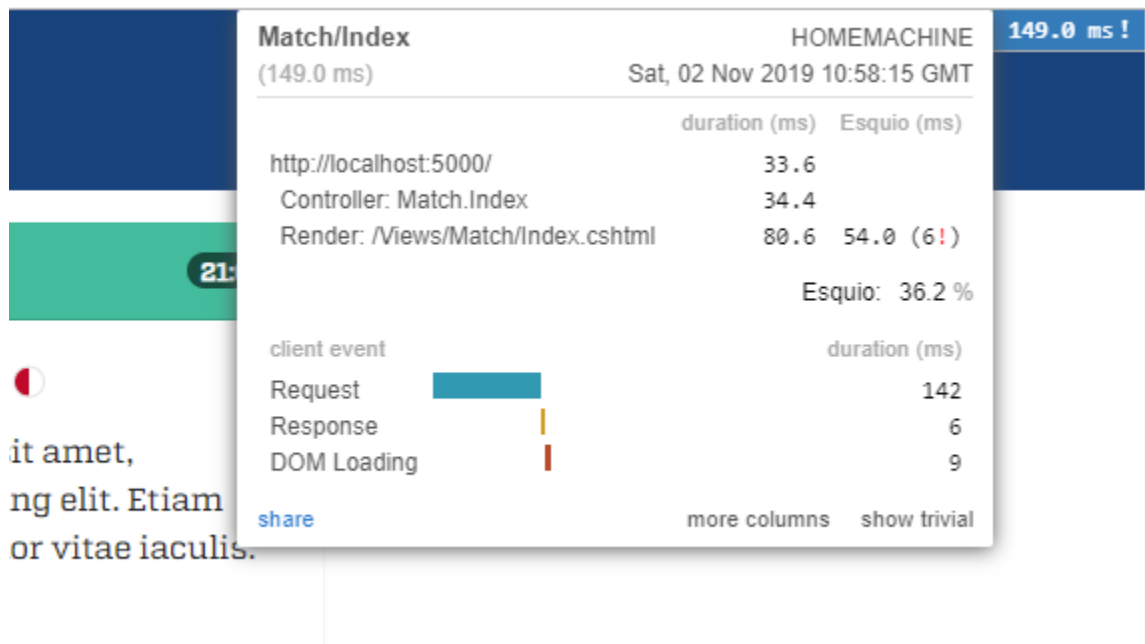 Match/Index HOMEMACHINE 149.0 ms!
(149.0 ms) Sat, 02 Nov 2019 10:58:15 GMT
duration (ms) Esquio (ms)
http://localhost:5000/ 33.6
Controller: Match.Index 34.4
Render: /Views/Match/Index.cshtml 80.6 54.0 (6!)
21:
Esquio: 36.2 %
client event duration (ms)
Request 142
Response 6
DOM Loading 9
sit amet,
ng elit. Etiam
or vitae iaculis.
share more columns show trivial